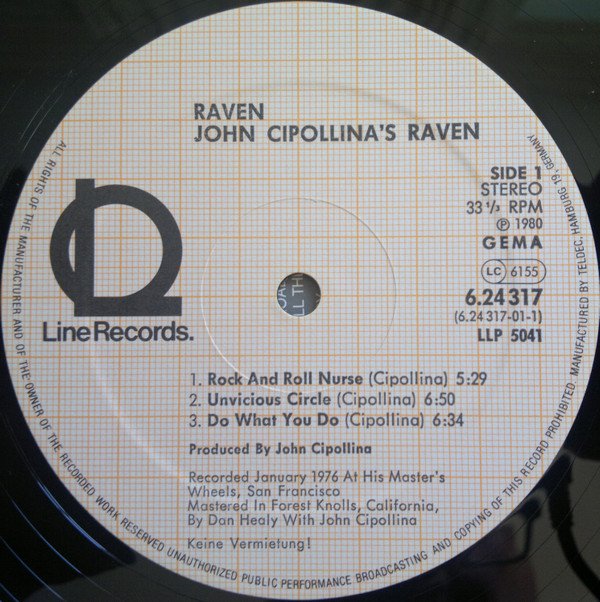 RAVEN
JOHN CIPOLLINA'S RAVEN
SIDE 1
STEREO
33 1/3 RPM
Ⓟ 1980
GEMA
LC 6155
6.24317
(6.24 317-01-1)
LLP 5041
LineRecords.
1. Rock And Roll Nurse (Cipollina) 5:29
2. Unvicious Circle (Cipollina) 6:50
3. Do What You Do (Cipollina) 6:34
Produced By John Cipollina
Recorded January 1976 At His Master's
Wheels, San Francisco
Mastered In Forest Knolls, California,
By Dan Healy With John Cipollina
Keine Vermietung!
ALL RIGHTS OF THE MANUFACTURER AND OF THE OWNER OF THE RECORDED WORK RESERVED UNAUTHORIZED PUBLIC PERFORMANCE BROADCASTING AND COPYING OF THIS RECORD PROHIBITED. MANUFACTURED BY TELDEC, HAMBURG 19, GERMANY